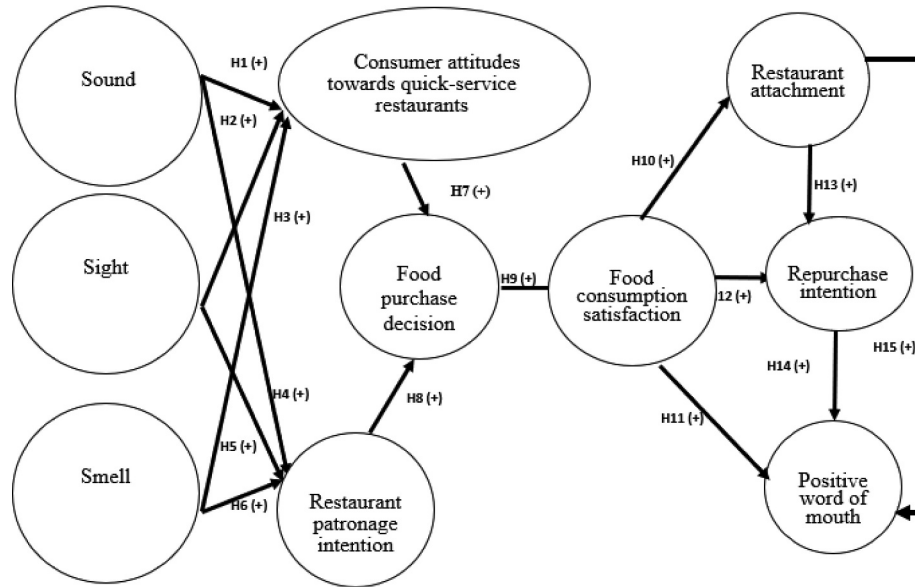 Sound
H1 (+)
H2 (+)
Consumer attitudes
towards quick-service
restaurants
Restaurant
attachment
H10 (+)
H7 (+)
H13 (+)
H3 (+)
Sight
Food
purchase
decision
H9 (+)
Food
consumption
satisfaction
12 (+)
Repurchase
intention
H15 (+)
H14 (+)
H4 (+)
H8 (+)
H11 (+)
H5 (+)
Smell
H6 (+)
Restaurant
patronage
intention
Positive
word of
mouth